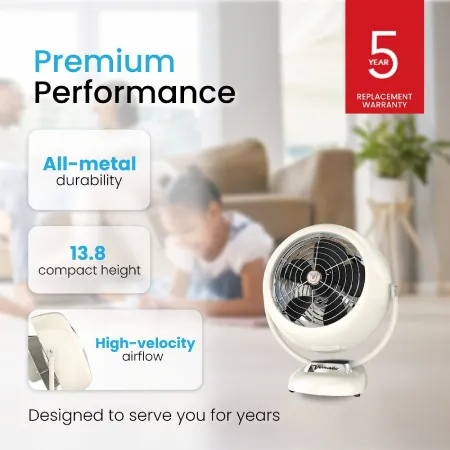 Premium
Performance
5
YEAR
REPLACEMENT
WARRANTY
All-metal
durability
13.8
compact height
High-velocity
airflow
Designed to serve you for years